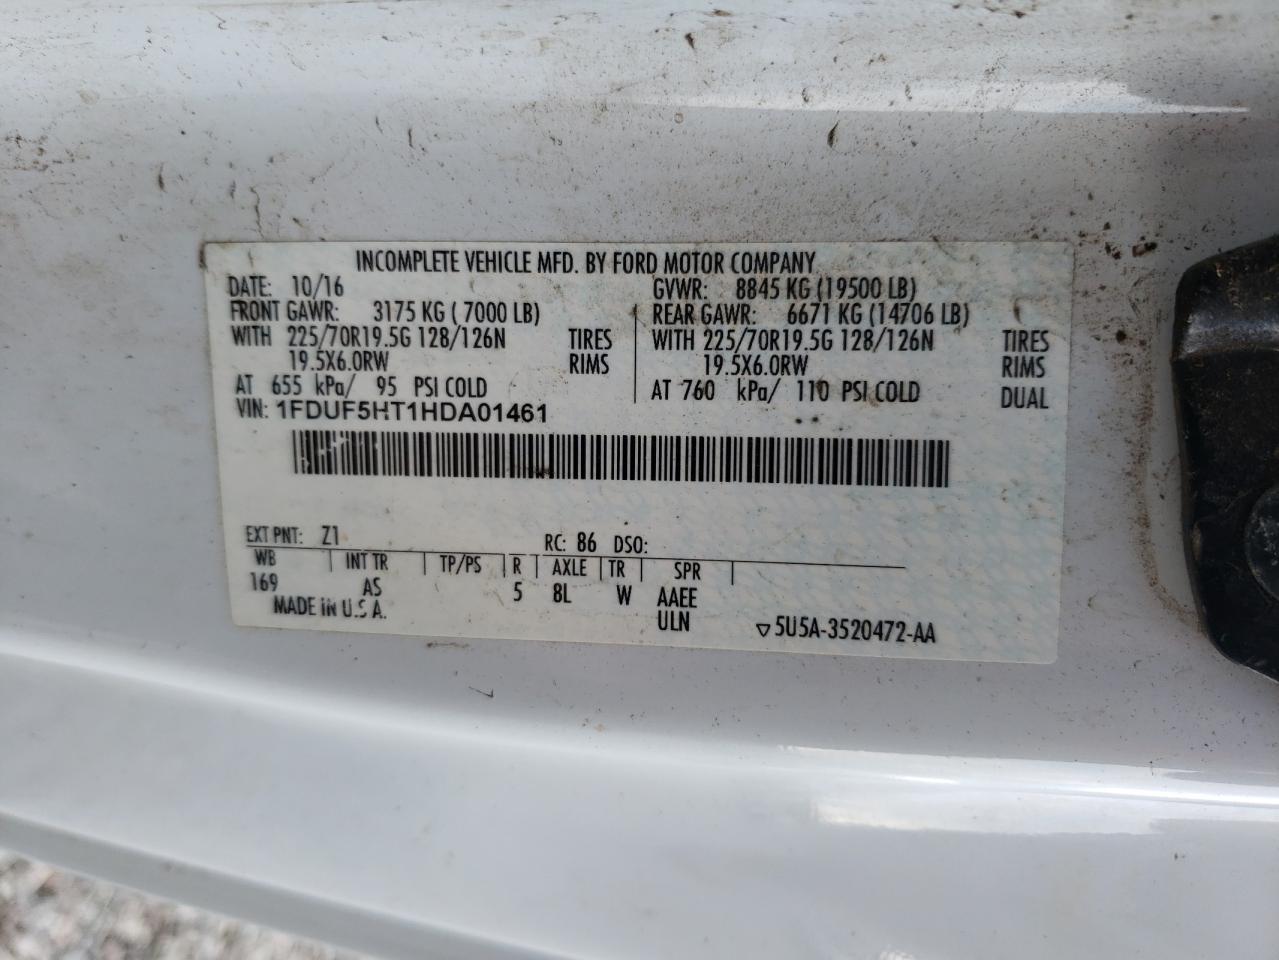 INCOMPLETE VEHICLE MFD. BY FORD MOTOR COMPANY
DATE: 10/16 GVWR: 8845 KG (19500 LB)
FRONT GAWR: 3175 KG ( 7000 LB) REAR GAWR: 6671 KG (14706 LB)
WITH 225/70R19.5G 128/126N TIRES WITH 225/70R19.5G 128/126N TIRES
19.5X6.0RW RIMS 19.5X6.0RW RIMS
AT 655 kPa/ 95 PSI COLD AT 760 kPa/ 110 PSI COLD DUAL
VIN: 1FDUF5HT1HDA01461
EXT PNT: Z1 RC: 86 DSO:
WB INT TR TP/PS R AXLE TR SPR
169 AS 5 8L W AAEE
MADE IN U.S.A. ULN
▽5U5A-3520472-AA